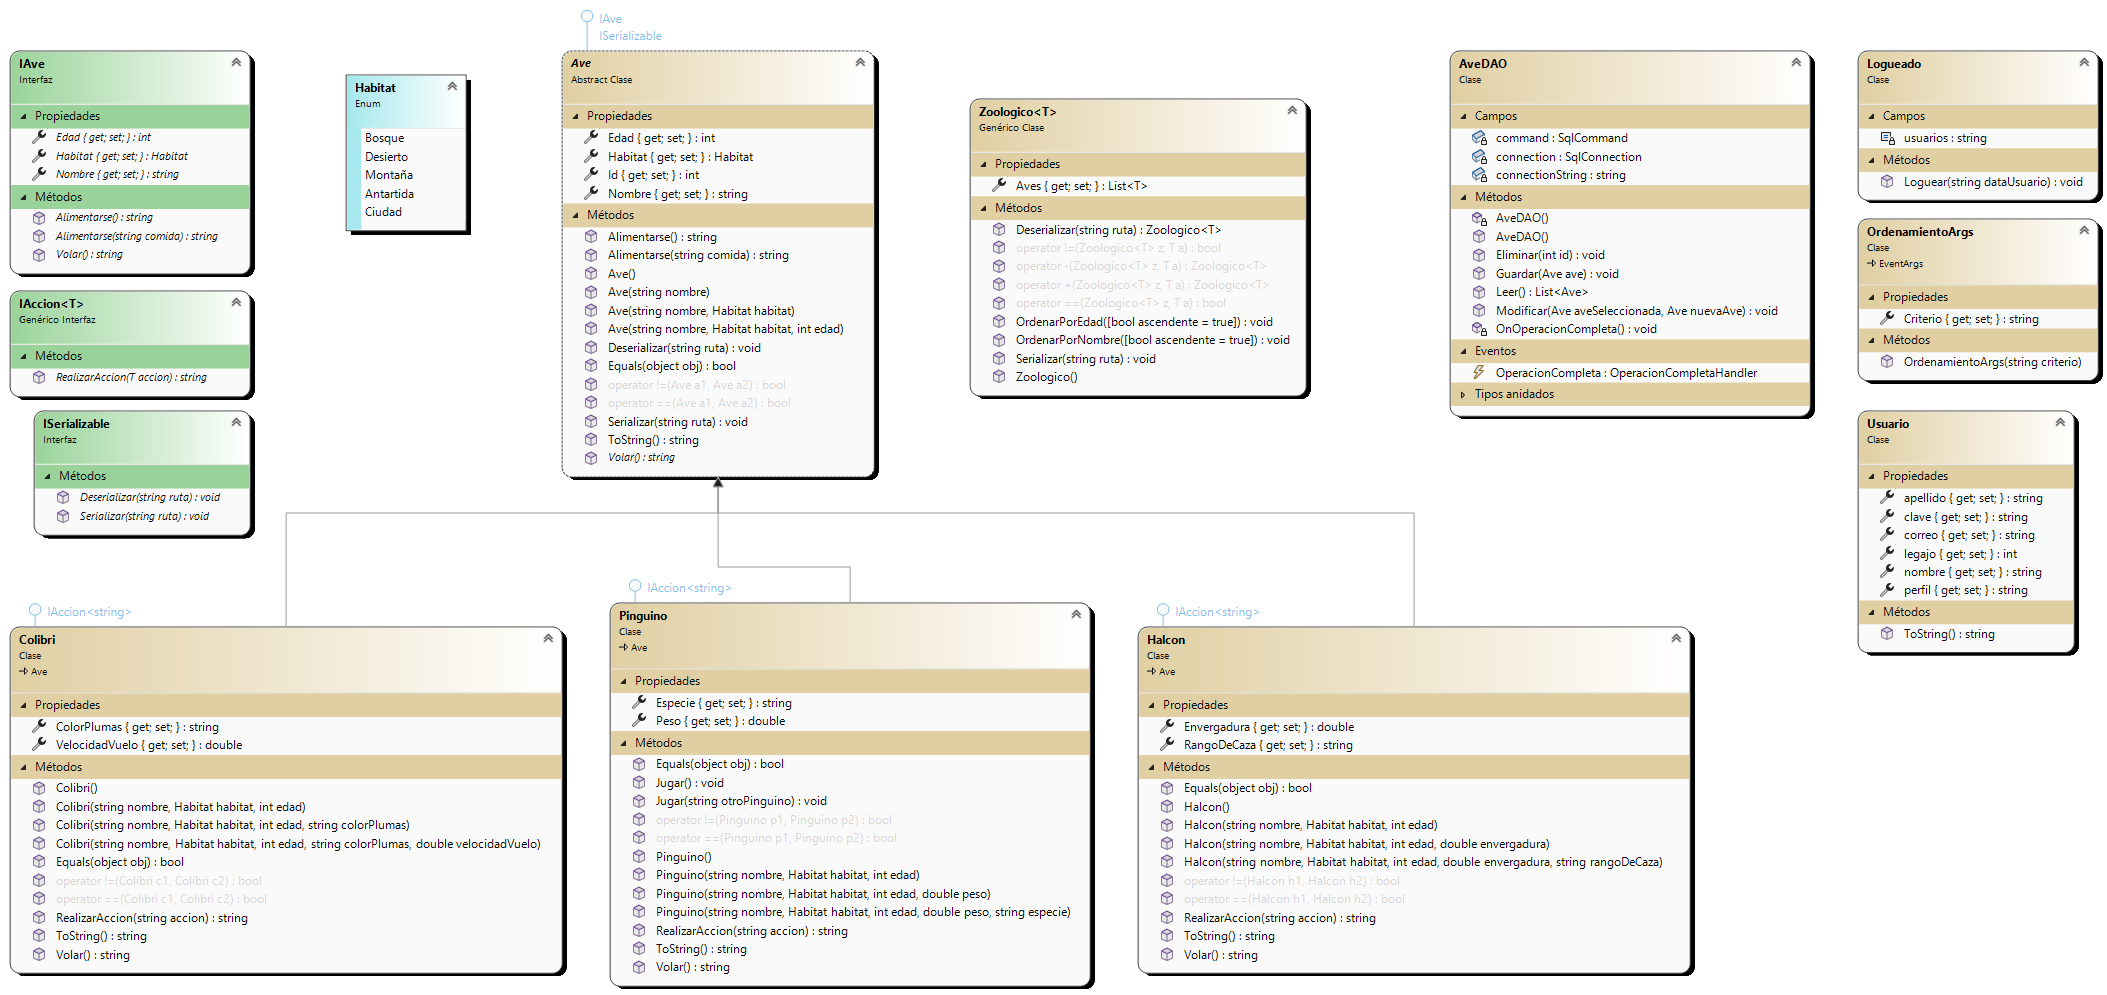 IAve
Interfaz
Propiedades
Edad { get; set; } : int
Habitat { get; set; } : Habitat
Nombre { get; set; } : string
Métodos
Alimentarse() : string
Alimentarse(string comida) : string
Volar() : string
IAccion<T>
Genérico Interfaz
Métodos
RealizarAccion(T accion) : string
ISerializable
Interfaz
Métodos
Deserializar(string ruta) : void
Serializar(string ruta) : void
Habitat
Enum
Bosque
Desierto
Montaña
Antartida
Ciudad
IAve
ISerializable
Ave
Abstract Clase
Propiedades
Edad { get; set; } : int
Habitat { get; set; } : Habitat
Id { get; set; } : int
Nombre { get; set; } : string
Métodos
Alimentarse() : string
Alimentarse(string comida) : string
Ave()
Ave(string nombre)
Ave(string nombre, Habitat habitat)
Ave(string nombre, Habitat habitat, int edad)
Deserializar(string ruta) : void
Equals(object obj) : bool
operator !=(Ave a1, Ave a2) : bool
operator ==(Ave a1, Ave a2) : bool
Serializar(string ruta) : void
ToString() : string
Volar() : string
Zoologico<T>
Genérico Clase
Propiedades
Aves { get; set; } : List<T>
Métodos
Deserializar(string ruta) : Zoologico<T>
operator !=(Zoologico<T> z, T a) : bool
operator -(Zoologico<T> z, T a) : Zoologico<T>
operator +(Zoologico<T> z, T a) : Zoologico<T>
operator ==(Zoologico<T> z, T a) : bool
OrdenarPorEdad([bool ascendente = true]) : void
OrdenarPorNombre([bool ascendente = true]) : void
Serializar(string ruta) : void
Zoologico()
AveDAO
Clase
Campos
command : SqlCommand
connection : SqlConnection
connectionString : string
Métodos
AveDAO()
AveDAO()
Eliminar(int id) : void
Guardar(Ave ave) : void
Leer() : List<Ave>
Modificar(Ave aveSeleccionada, Ave nuevaAve) : void
OnOperacionCompleta() : void
Eventos
OperacionCompleta : OperacionCompletaHandler
Tipos anidados
Logueado
Clase
Campos
usuarios : string
Métodos
Loguear(string dataUsuario) : void
OrdenamientoArgs
Clase
EventArgs
Propiedades
Criterio { get; set; } : string
Métodos
OrdenamientoArgs(string criterio)
Usuario
Clase
Propiedades
apellido { get; set; } : string
clave { get; set; } : string
correo { get; set; } : string
legajo { get; set; } : int
nombre { get; set; } : string
perfil { get; set; } : string
Métodos
ToString() : string
IAccion<string>
Colibri
Clase
Ave
Propiedades
ColorPlumas { get; set; } : string
VelocidadVuelo { get; set; } : double
Métodos
Colibri()
Colibri(string nombre, Habitat habitat, int edad)
Colibri(string nombre, Habitat habitat, int edad, string colorPlumas)
Colibri(string nombre, Habitat habitat, int edad, string colorPlumas, double velocidadVuelo)
Equals(object obj) : bool
operator !=(Colibri c1, Colibri c2) : bool
operator ==(Colibri c1, Colibri c2) : bool
RealizarAccion(string accion) : string
ToString() : string
Volar() : string
IAccion<string>
Pinguino
Clase
Ave
Propiedades
Especie { get; set; } : string
Peso { get; set; } : double
Métodos
Equals(object obj) : bool
Jugar() : void
Jugar(string otroPinguino) : void
operator !=(Pinguino p1, Pinguino p2) : bool
operator ==(Pinguino p1, Pinguino p2) : bool
Pinguino()
Pinguino(string nombre, Habitat habitat, int edad)
Pinguino(string nombre, Habitat habitat, int edad, double peso)
Pinguino(string nombre, Habitat habitat, int edad, double peso, string especie)
RealizarAccion(string accion) : string
ToString() : string
Volar() : string
IAccion<string>
Halcon
Clase
Ave
Propiedades
Envergadura { get; set; } : double
RangoDeCaza { get; set; } : string
Métodos
Equals(object obj) : bool
Halcon()
Halcon(string nombre, Habitat habitat, int edad)
Halcon(string nombre, Habitat habitat, int edad, double envergadura)
Halcon(string nombre, Habitat habitat, int edad, double envergadura, string rangoDeCaza)
operator !=(Halcon h1, Halcon h2) : bool
operator ==(Halcon h1, Halcon h2) : bool
RealizarAccion(string accion) : string
ToString() : string
Volar() : string